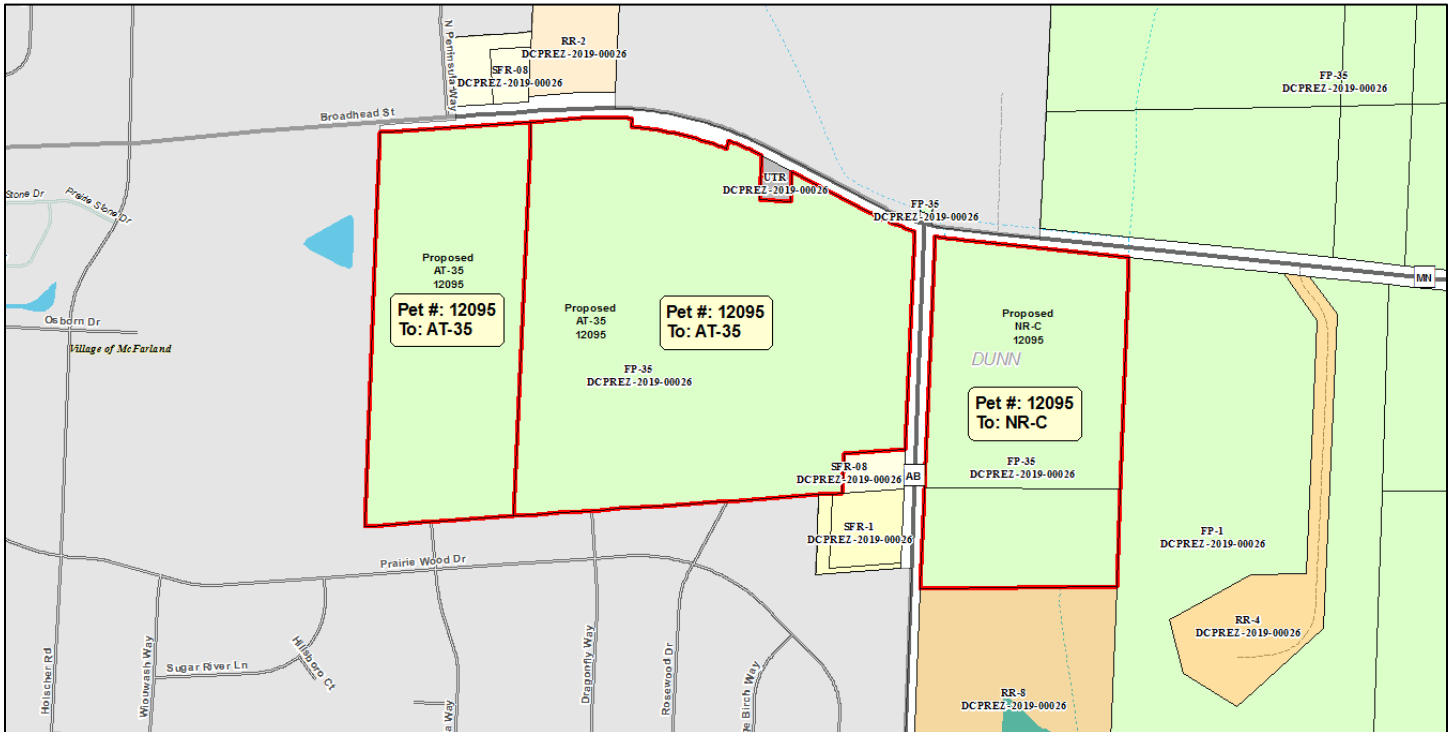 N Peninsula Way
RR-2
DCPREZ-2019-00026
SFR-08
DCPREZ-2019-00026
FP-35
DCPREZ-2019-00026
Broadhead St
UTR
DCPREZ-2019-00026
Stone Dr
Prairie Stone Dr
FP-35
DCPREZ-2019-00026
Proposed
AT-35
12095
Pet #: 12095
To: AT-35
Proposed
AT-35
12095
Pet #: 12095
To: AT-35
FP-35
DCPREZ-2019-00026
MN
Proposed
NR-C
12095
DUNN
Pet #: 12095
To: NR-C
FP-35
DCPREZ-2019-00026
Osborn Dr
Village of McFarland
SFR-08
DCPREZ-2019-00026
AB
SFR-1
DCPREZ-2019-00026
FP-1
DCPREZ-2019-00026
Prairie Wood Dr
RR-4
DCPREZ-2019-00026
Holscher Rd
Wiouwash Way
Sugar River Ln
Hillsboro Ct
a Way
Dragonfly Way
Rosewood Dr
ge Birch Way
RR-8
DCPREZ-2019-00026